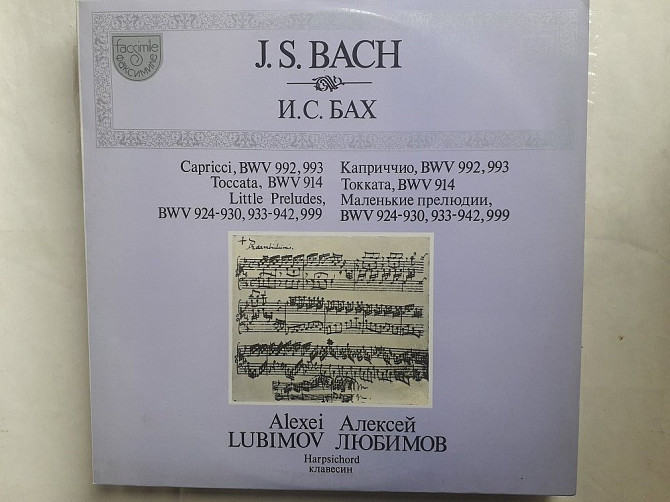 facsimile
факсимиле
J. S. BACH
И.С. БАХ
Capricci, BWV 992, 993
Toccata, BWV 914
Little Preludes,
BWV 924-930, 933-942, 999
Каприччио, BWV 992, 993
Токката, BWV 914
Маленькие прелюдии,
BWV 924-930, 933-942, 999
Praeambulum.
Alexei
LUBIMOV
Алексей
ЛЮБИМОВ
Harpsichord
клавесин